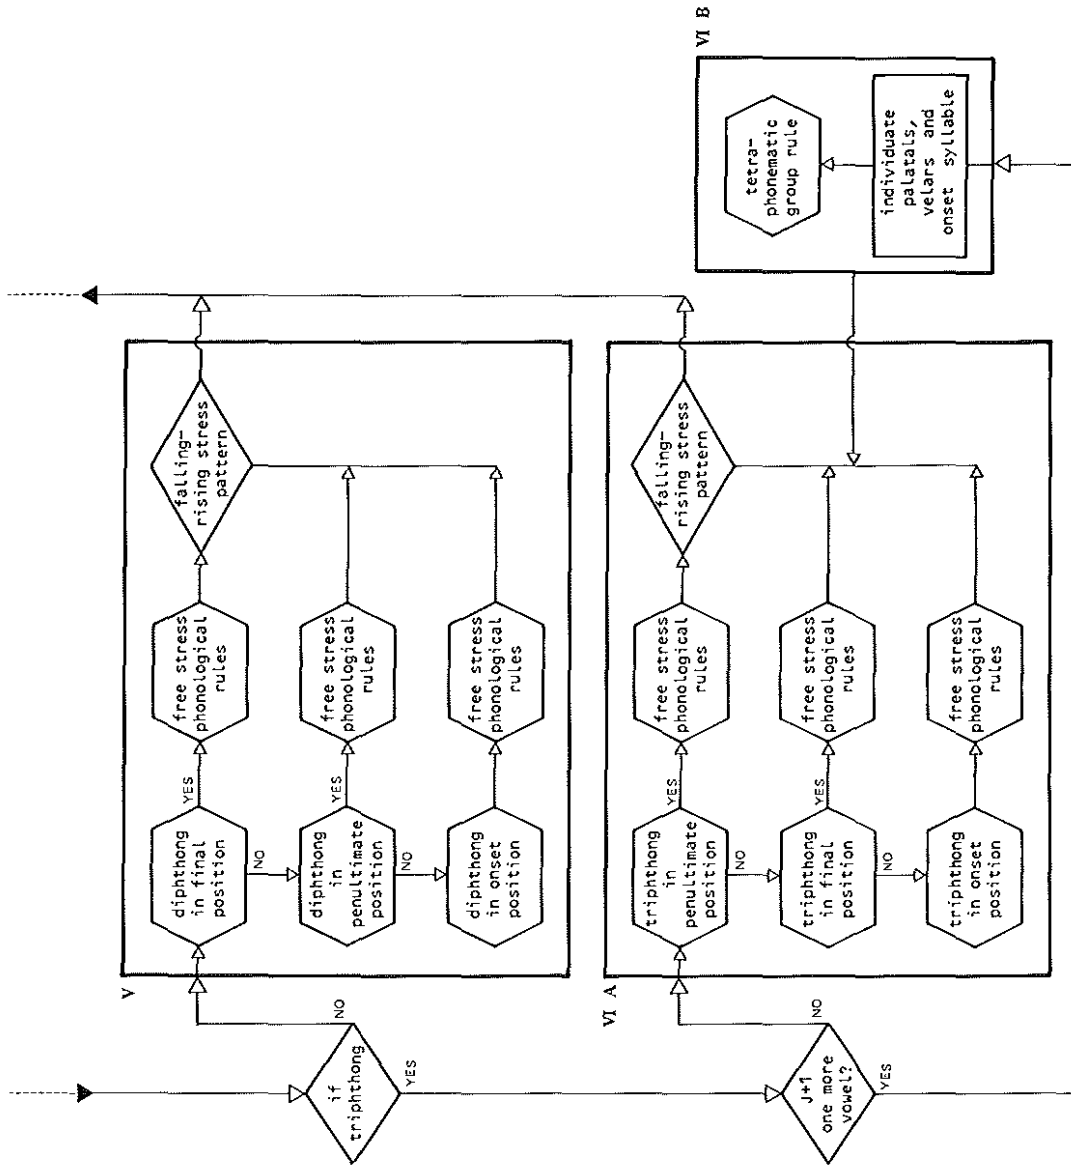 if
triphthong
NO
YES
V
diphthong
in final
position
YES
NO
free stress
phonological
rules
falling-
rising stress
pattern
diphthong
in
penultimate
position
YES
NO
free stress
phonological
rules
diphthong
in onset
position
free stress
phonological
rules
J+1
one more
vowel?
NO
YES
VI A
triphthong
in
penultimate
position
YES
NO
free stress
phonological
rules
falling-
rising stress
pattern
triphthong
in final
position
YES
NO
free stress
phonological
rules
triphthong
in onset
position
free stress
phonological
rules
VI B
tetra-
phonematic
group rule
individuate
palatals,
velars and
onset syllable